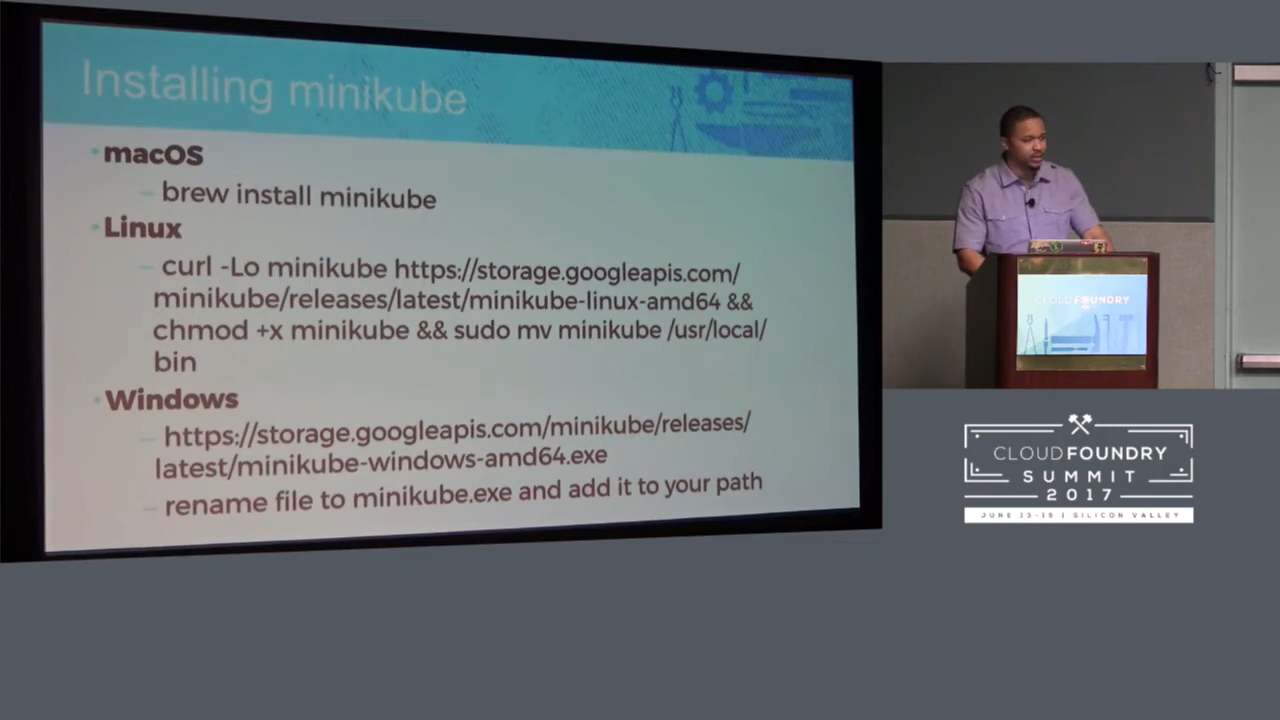 Installing minikube
• macOS
– brew install minikube
• Linux
– curl -Lo minikube https://storage.googleapis.com/
minikube/releases/latest/minikube-linux-amd64 &&
chmod +x minikube && sudo mv minikube /usr/local/
bin
• Windows
– https://storage.googleapis.com/minikube/releases/
latest/minikube-windows-amd64.exe
– rename file to minikube.exe and add it to your path
CLOUD FOUNDRY
CLOUD FOUNDRY
SUMMIT
2017
JUNE 13-15 | SILICON VALLEY